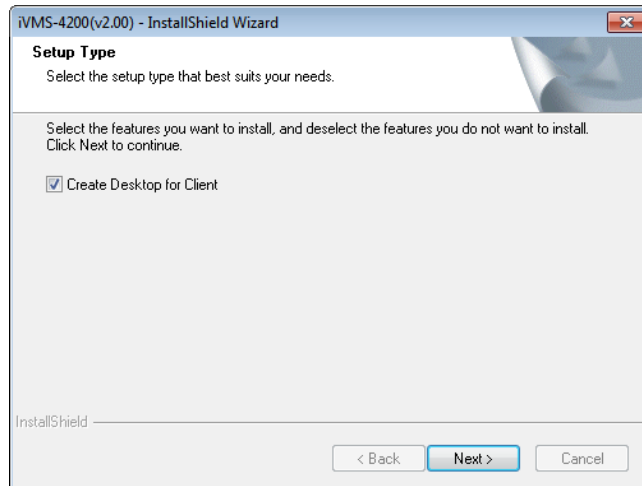 iVMS-4200(v2.00) - InstallShield Wizard
Setup Type
Select the setup type that best suits your needs.
Select the features you want to install, and deselect the features you do not want to install.
Click Next to continue.
Create Desktop for Client
InstallShield
< Back Next > Cancel